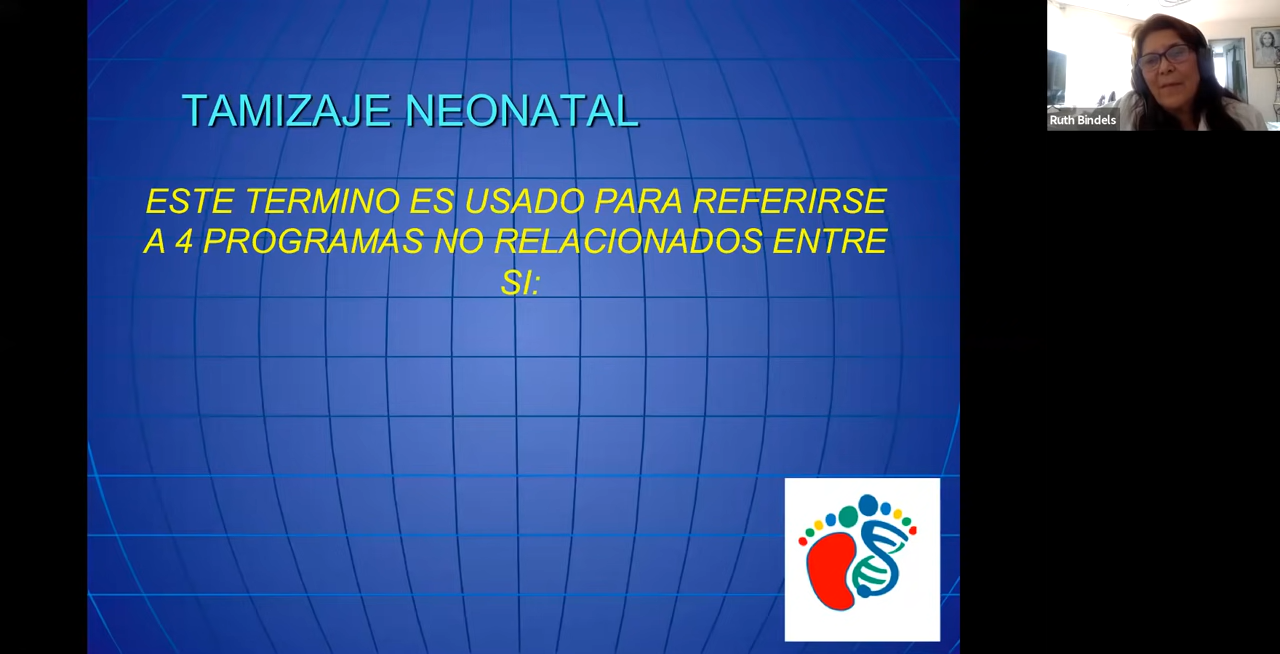 TAMIZAJE NEONATAL
ESTE TERMINO ES USADO PARA REFERIRSE
A 4 PROGRAMAS NO RELACIONADOS ENTRE
SI:
Ruth Bindels